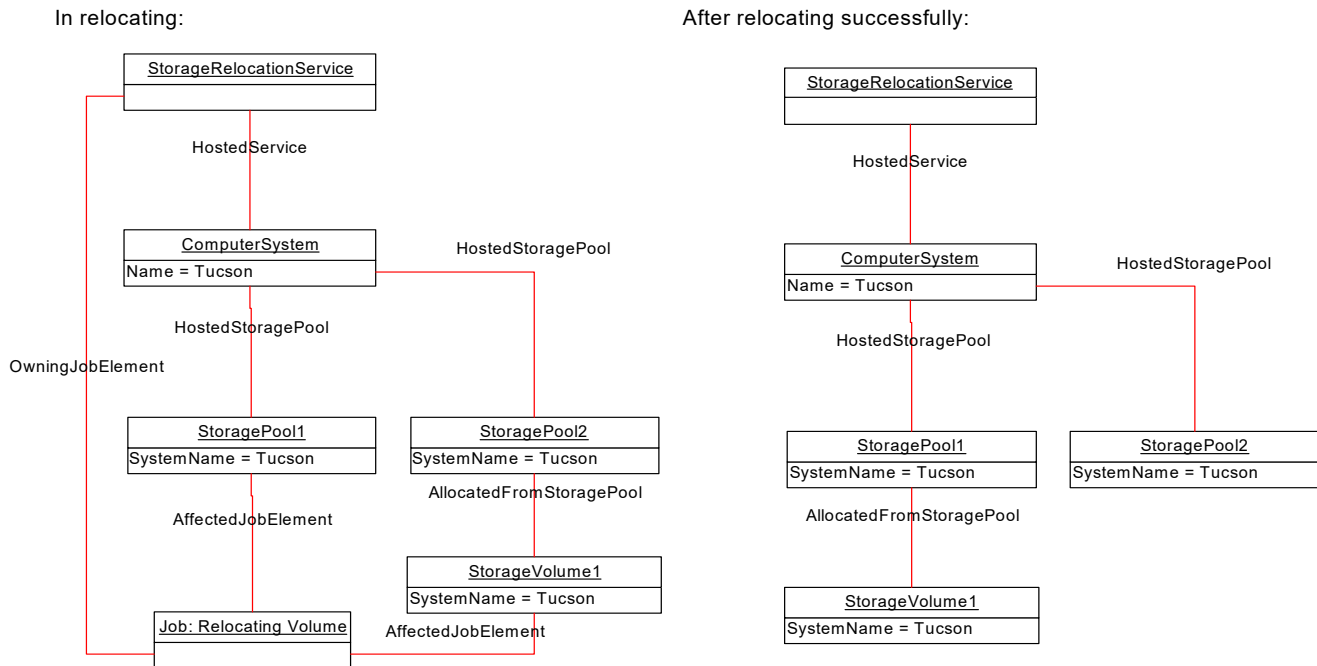 In relocating:
StorageRelocationService
HostedService
ComputerSystem
Name = Tucson
HostedStoragePool
HostedStoragePool
OwningJobElement
StoragePool1
SystemName = Tucson
StoragePool2
SystemName = Tucson
AllocatedFromStoragePool
AffectedJobElement
StorageVolume1
SystemName = Tucson
Job: Relocating Volume
AffectedJobElement
After relocating successfully:
StorageRelocationService
HostedService
ComputerSystem
Name = Tucson
HostedStoragePool
HostedStoragePool
StoragePool1
SystemName = Tucson
StoragePool2
SystemName = Tucson
AllocatedFromStoragePool
StorageVolume1
SystemName = Tucson